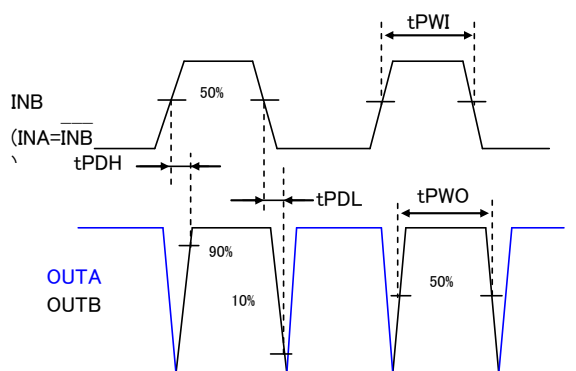 tPWI
INB
50%
(INA=INB
)
tPDH
tPDL
tPWO
90%
OUTA
50%
OUTB
10%